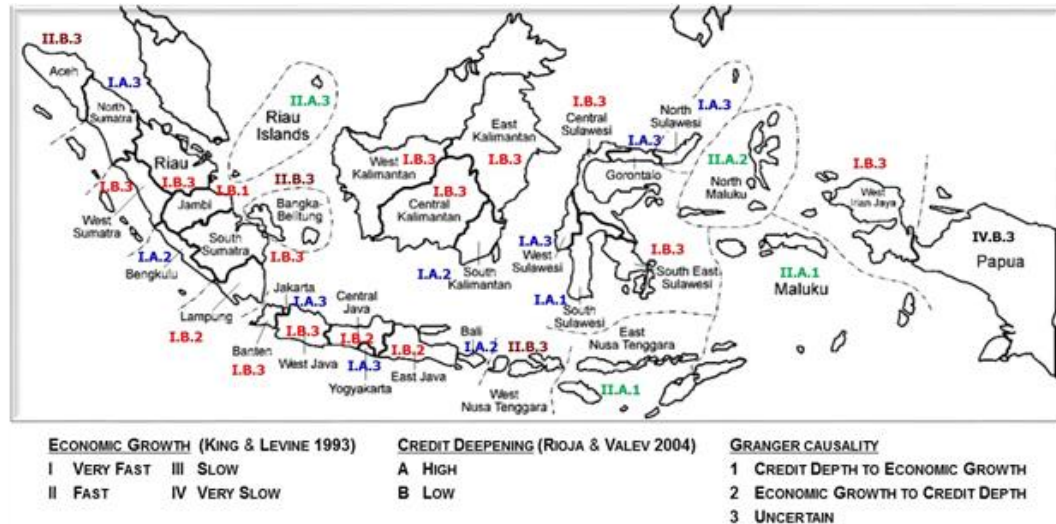 II.B.3
Aceh
I.A.3
North
Sumatra
II.A.3
Riau
Islands
Riau
I.B.3
I.B.3
West
Sumatra
I.B.1
Jambi
II.B.3
Bangka-
Belitung
South
Sumatra
I.B.3
I.A.2
Bengkulu
Lampung
I.B.2
Jakarta
I.A.3
Banten
I.B.3
I.B.3
West Java
Central
Java
I.B.2
I.A.3
Yogyakarta
I.B.2
East Java
Bali
I.A.2
II.B.3
West
Nusa Tenggara
East
Nusa Tenggara
II.A.1
West
Kalimantan
I.B.3
I.B.3
Central
Kalimantan
East
Kalimantan
I.B.3
I.A.2
South
Kalimantan
I.B.3
Central
Sulawesi
North
Sulawesi
I.A.3
I.A.3
Gorontalo
I.A.3
West
Sulawesi
I.B.3
South East
Sulawesi
I.A.1
South
Sulawesi
II.A.2
North
Maluku
II.A.1
Maluku
I.B.3
West
Irian Jaya
IV.B.3
Papua
ECONOMIC GROWTH (KING & LEVINE 1993)
I VERY FAST III SLOW
II FAST IV VERY SLOW
CREDIT DEEPENING (RIOJA & VALEV 2004)
A HIGH
B LOW
GRANGER CAUSALITY
1 CREDIT DEPTH TO ECONOMIC GROWTH
2 ECONOMIC GROWTH TO CREDIT DEPTH
3 UNCERTAIN